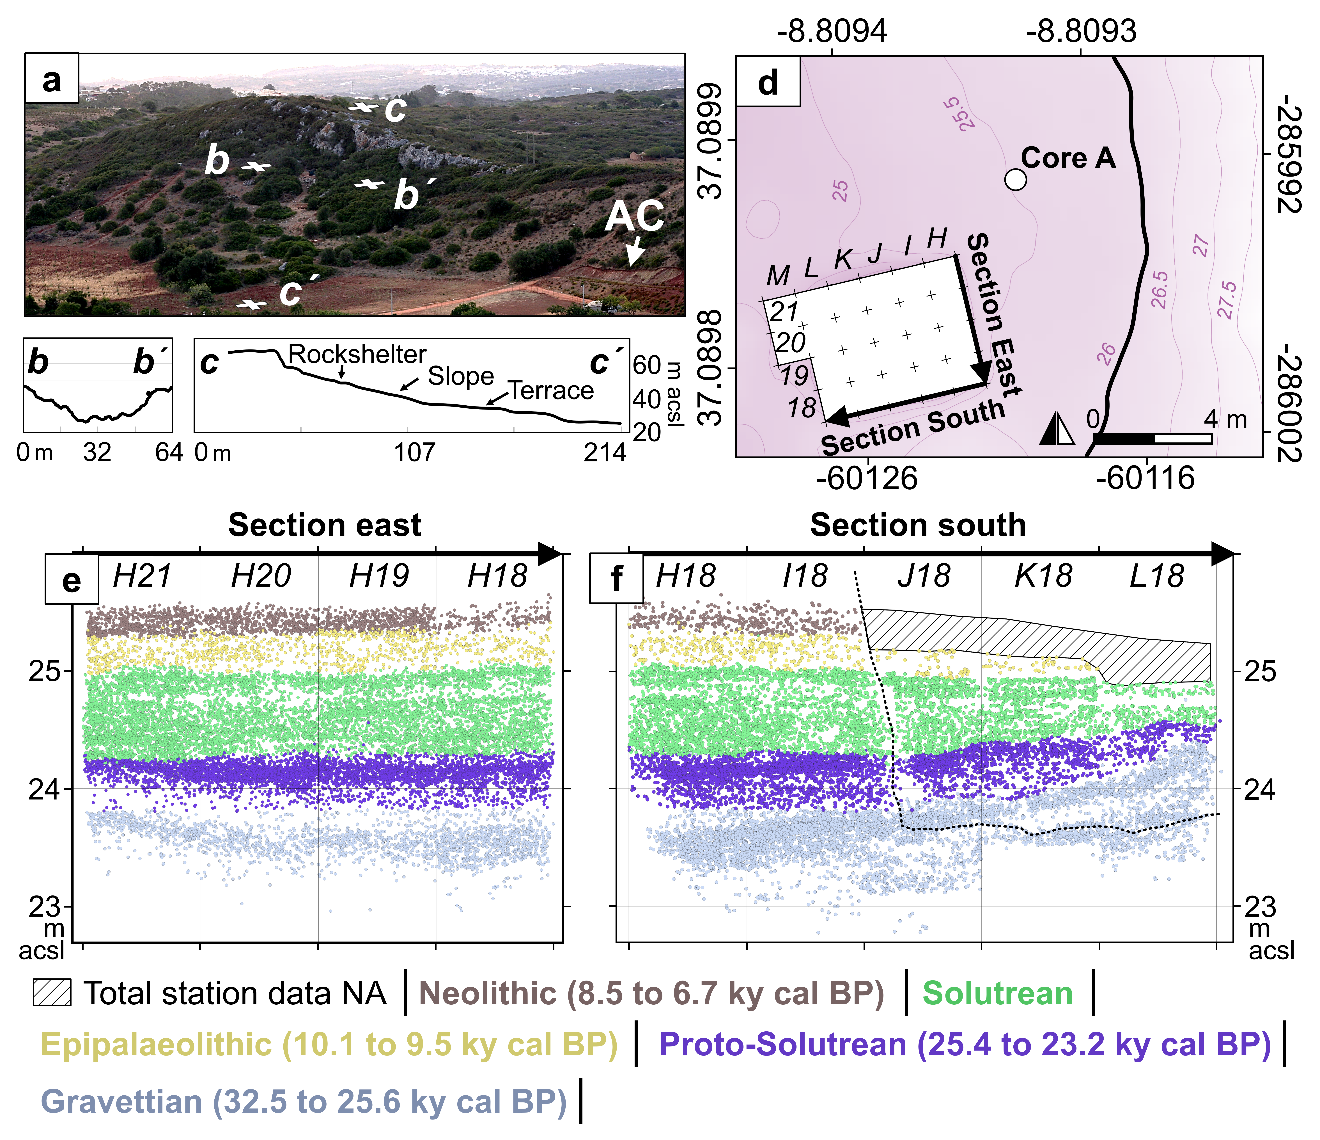 a
c
b
b´
AC
c´
b
b´
0 m
32
64
c
c´
Rockshelter
Slope
Terrace
60
40
20
m acsl
0 m
107
214
d
-8.8094
-8.8093
37.0899
37.0898
-285992
-286002
-60126
-60116
25.5
25
Core A
27
26.5
27.5
26
M L K J I H
21
20
19
18
Section East
Section South
0
4 m
Section east
e
H21 H20 H19 H18
25
24
23
m
acsl
Section south
f
H18 I18 J18 K18 L18
25
24
23
m
acsl
Total station data NA | Neolithic (8.5 to 6.7 ky cal BP) | Solutrean |
Epipalaeolithic (10.1 to 9.5 ky cal BP) | Proto-Solutrean (25.4 to 23.2 ky cal BP) |
Gravettian (32.5 to 25.6 ky cal BP) |